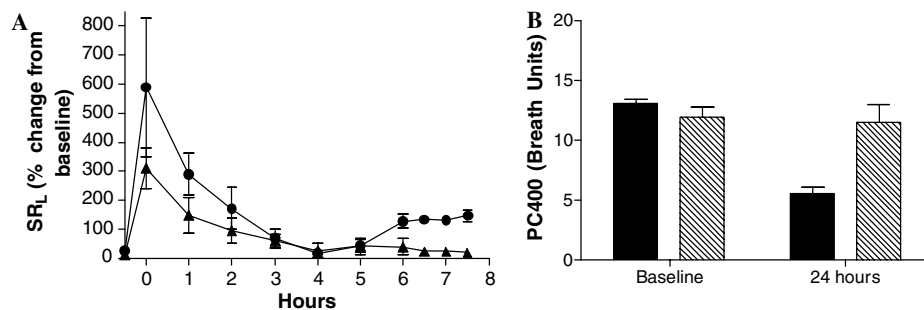 A
SR_L (% change from
baseline)
800
700
600
500
400
300
200
100
0
0 1 2 3 4 5 6 7 8
Hours
B
PC400 (Breath Units)
20
15
10
5
0
Baseline 24 hours